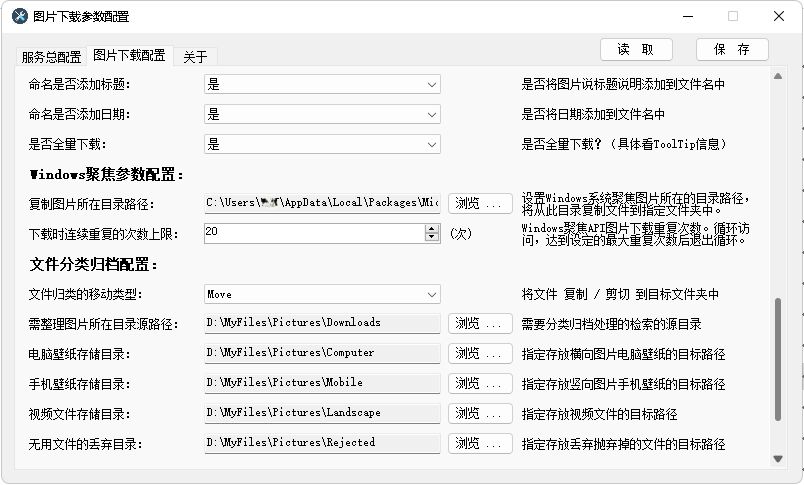 图片下载参数配置
服务总配置 图片下载配置 关于
读 取 保 存
命名是否添加标题： 是 是否将图片说标题说明添加到文件名中
命名是否添加日期： 是 是否将日期添加到文件名中
是否全量下载： 是 是否全量下载？（具体看ToolTip信息）
Windows聚焦参数配置：
复制图片所在目录路径： C:\Users\ \AppData\Local\Packages\Mic 浏览 ... 设置Windows系统聚焦图片所在的目录路径，
将从此目录复制文件到指定文件夹中。
下载时连续重复的次数上限： 20 （次） Windows聚焦API图片下载重复次数。循环访
问，达到设定的最大重复次数后退出循环。
文件分类归档配置：
文件归类的移动类型： Move 将文件 复制 / 剪切 到目标文件夹中
需整理图片所在目录源路径： D:\MyFiles\Pictures\Downloads 浏览 ... 需要分类归档处理的检索的源目录
电脑壁纸存储目录： D:\MyFiles\Pictures\Computer 浏览 ... 指定存放横向图片电脑壁纸的目标路径
手机壁纸存储目录： D:\MyFiles\Pictures\Mobile 浏览 ... 指定存放竖向图片手机壁纸的目标路径
视频文件存储目录： D:\MyFiles\Pictures\Landscape 浏览 ... 指定存放视频文件的目标路径
无用文件的丢弃目录： D:\MyFiles\Pictures\Rejected 浏览 ... 指定存放丢弃抛弃掉的文件的目标路径